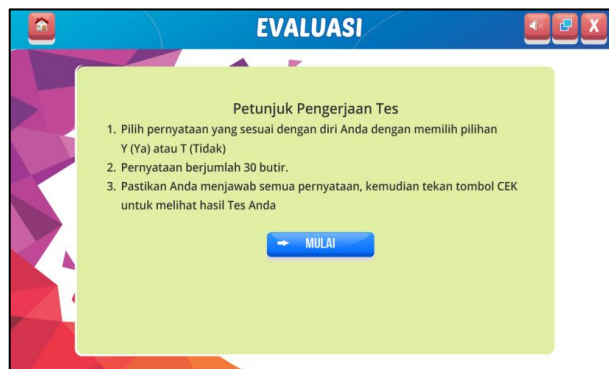 EVALUASI
X
Petunjuk Pengerjaan Tes
1. Pilih pernyataan yang sesuai dengan diri Anda dengan memilih pilihan
Y (Ya) atau T (Tidak)
2. Pernyataan berjumlah 30 butir.
3. Pastikan Anda menjawab semua pernyataan, kemudian tekan tombol CEK
untuk melihat hasil Tes Anda
MULAI